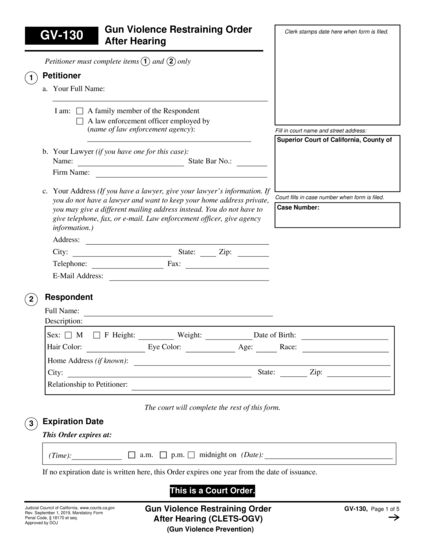 GV-130
Gun Violence Restraining Order
After Hearing
Clerk stamps date here when form is filed.
Petitioner must complete items 1 and 2 only
1 Petitioner
a. Your Full Name:
I am: A family member of the Respondent
A law enforcement officer employed by
(name of law enforcement agency):
Fill in court name and street address:
Superior Court of California, County of
b. Your Lawyer (if you have one for this case):
Name: State Bar No.:
Firm Name:
c. Your Address (If you have a lawyer, give your lawyer's information. If
you do not have a lawyer and want to keep your home address private,
you may give a different mailing address instead. You do not have to
give telephone, fax, or e-mail. Law enforcement officer, give agency
information.)
Court fills in case number when form is filed.
Case Number:
Address:
City: State: Zip:
Telephone: Fax:
E-Mail Address:
2 Respondent
Full Name:
Description:
Sex: M F Height: Weight: Date of Birth:
Hair Color: Eye Color: Age: Race:
Home Address (if known):
City: State: Zip:
Relationship to Petitioner:
The court will complete the rest of this form.
3 Expiration Date
This Order expires at:
(Time): a.m. p.m. midnight on (Date):
If no expiration date is written here, this Order expires one year from the date of issuance.
This is a Court Order.
Judicial Council of California, www.courts.ca.gov
Rev. September 1, 2019, Mandatory Form
Penal Code, § 18170 et seq.
Approved by DOJ
Gun Violence Restraining Order
After Hearing (CLETS-OGV)
(Gun Violence Prevention)
GV-130, Page 1 of 5